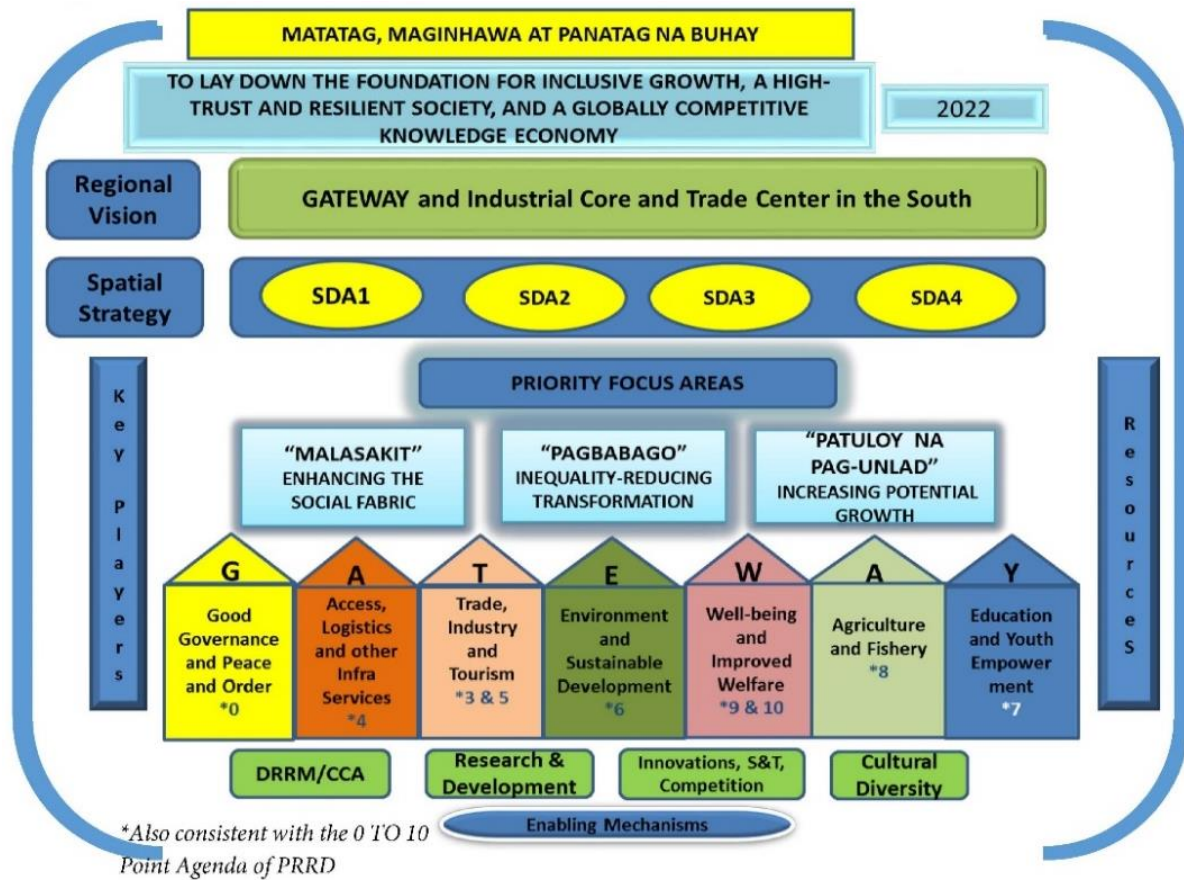 MATATAG, MAGINHAWA AT PANATAG NA BUHAY
TO LAY DOWN THE FOUNDATION FOR INCLUSIVE GROWTH, A HIGH-
TRUST AND RESILIENT SOCIETY, AND A GLOBALLY COMPETITIVE
KNOWLEDGE ECONOMY
2022
Regional
Vision
GATEWAY and Industrial Core and Trade Center in the South
Spatial
Strategy
SDA1
SDA2
SDA3
SDA4
Key Players
PRIORITY FOCUS AREAS
ResourceS
"MALASAKIT"
ENHANCING THE
SOCIAL FABRIC
"PAGBABAGO"
INEQUALITY-REDUCING
TRANSFORMATION
"PATULOY NA
PAG-UNLAD"
INCREASING POTENTIAL
GROWTH
G
Good
Governance
and Peace
and Order
*0
A
Access,
Logistics
and other
Infra
Services
*4
T
Trade,
Industry
and
Tourism
*3 & 5
E
Environment
and
Sustainable
Development
*6
W
Well-being
and
Improved
Welfare
*9 & 10
A
Agriculture
and Fishery
*8
Y
Education
and Youth
Empower
ment
*7
DRRM/CCA
Research &
Development
Innovations, S&T,
Competition
Cultural
Diversity
Enabling Mechanisms
*Also consistent with the 0 TO 10
Point Agenda of PRRD